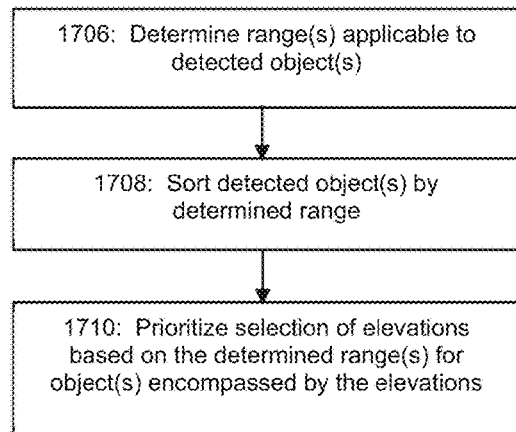 1706: Determine range(s) applicable to
detected object(s)
1708: Sort detected object(s) by
determined range
1710: Prioritize selection of elevations
based on the determined range(s) for
object(s) encompassed by the elevations